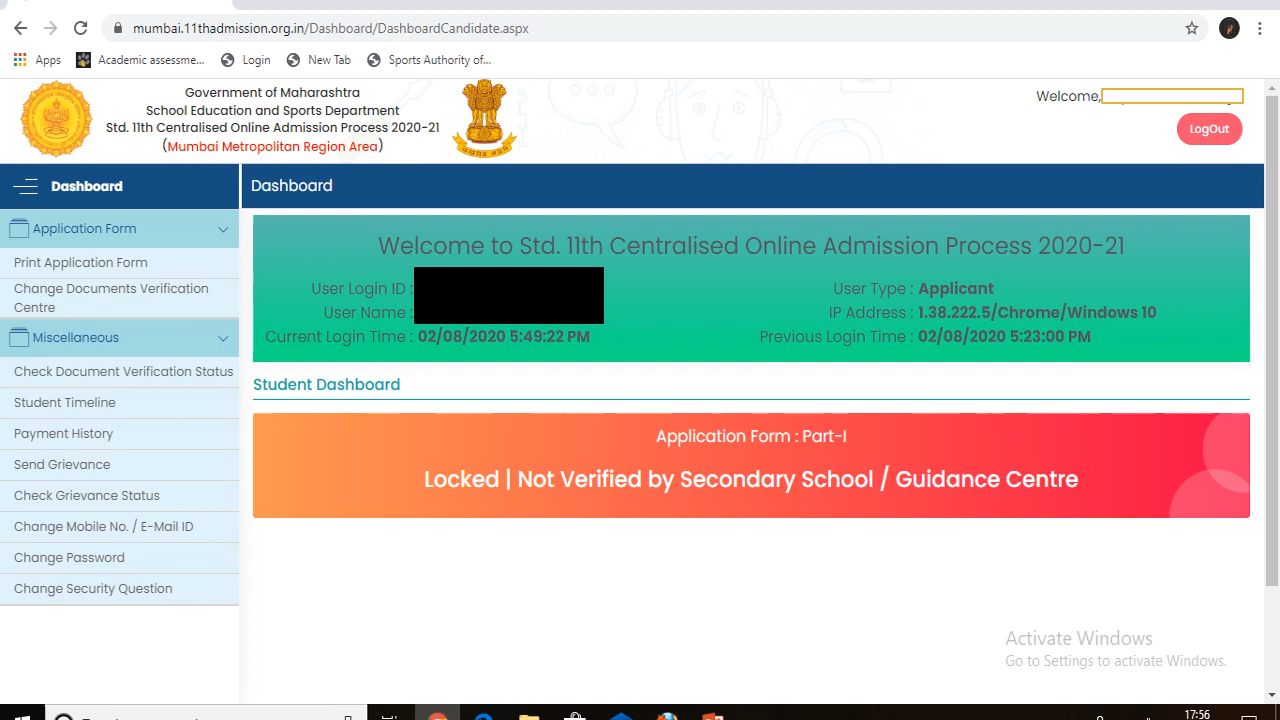 mumbai.11thadmission.org.in/Dashboard/DashboardCandidate.aspx
Apps
Academic assessme...
Login
New Tab
Sports Authority of...
Government of Maharashtra
School Education and Sports Department
Std. 11th Centralised Online Admission Process 2020-21
(Mumbai Metropolitan Region Area)
Welcome,
LogOut
Dashboard
Application Form
Print Application Form
Change Documents Verification
Centre
Miscellaneous
Check Document Verification Status
Student Timeline
Payment History
Send Grievance
Check Grievance Status
Change Mobile No. / E-Mail ID
Change Password
Change Security Question
Dashboard
Welcome to Std. 11th Centralised Online Admission Process 2020-21
User Login ID :
User Type : Applicant
User Name :
IP Address : 1.38.222.5/Chrome/Windows 10
Current Login Time : 02/08/2020 5:49:22 PM
Previous Login Time : 02/08/2020 5:23:00 PM
Student Dashboard
Application Form : Part-I
Locked | Not Verified by Secondary School / Guidance Centre
Activate Windows
Go to Settings to activate Windows.
17:56